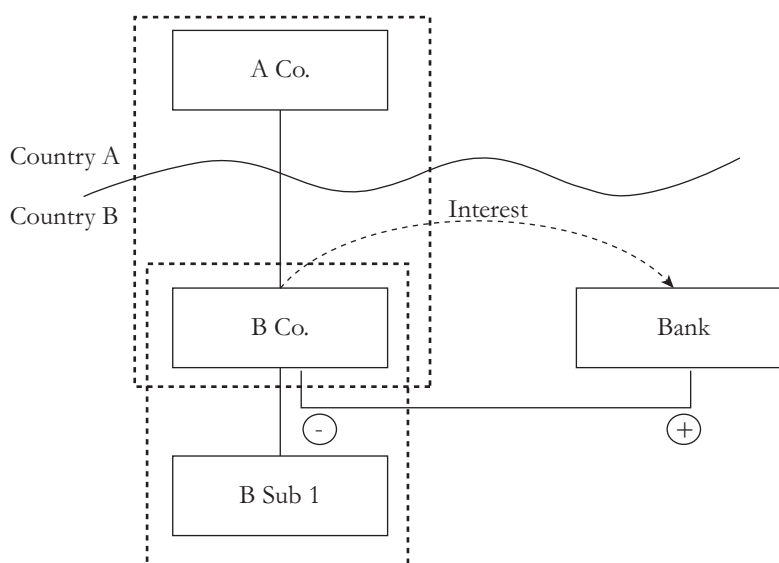 A Co.
Country A
Country B
Interest
B Co.
Bank
-
+
B Sub 1